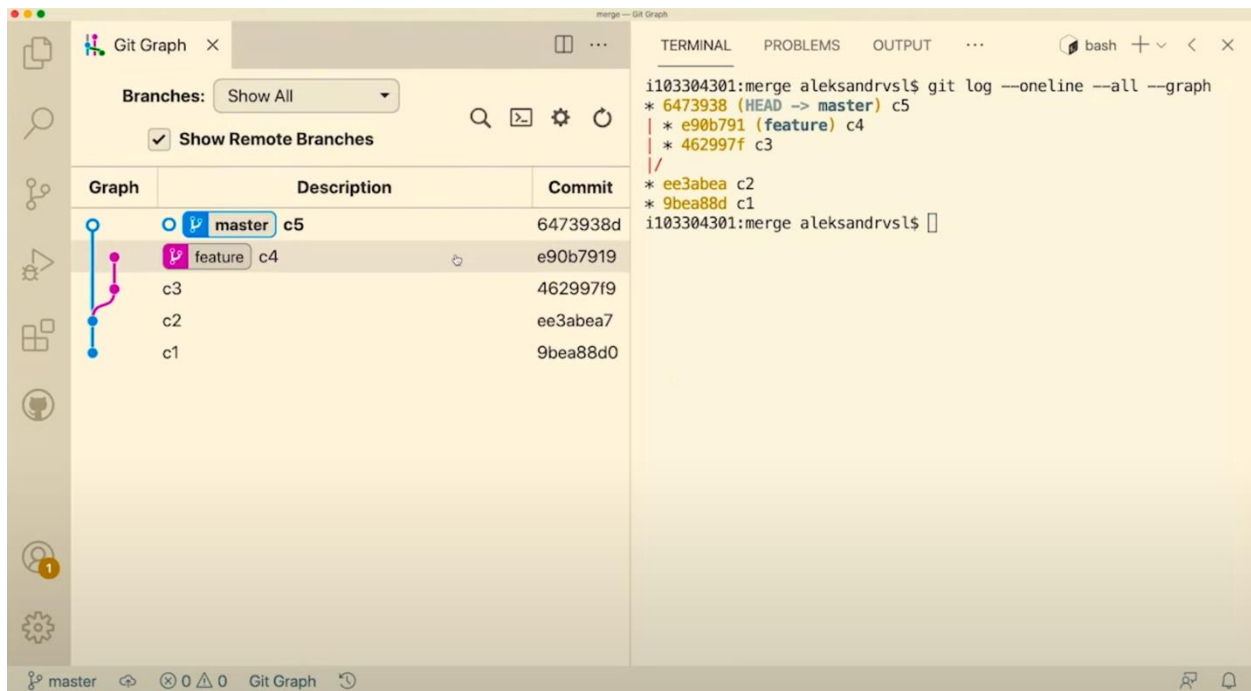 merge — Git Graph
Git Graph
Branches: Show All
Show Remote Branches
Graph Description Commit
master c5 6473938d
feature c4 e90b7919
c3 462997f9
c2 ee3abea7
c1 9bea88d0
TERMINAL PROBLEMS OUTPUT ... bash
i103304301:merge aleksandrvsl$ git log --oneline --all --graph
* 6473938 (HEAD -> master) c5
| * e90b791 (feature) c4
| * 462997f c3
|/
* ee3abea c2
* 9bea88d c1
i103304301:merge aleksandrvsl$
1
master 0 0 Git Graph